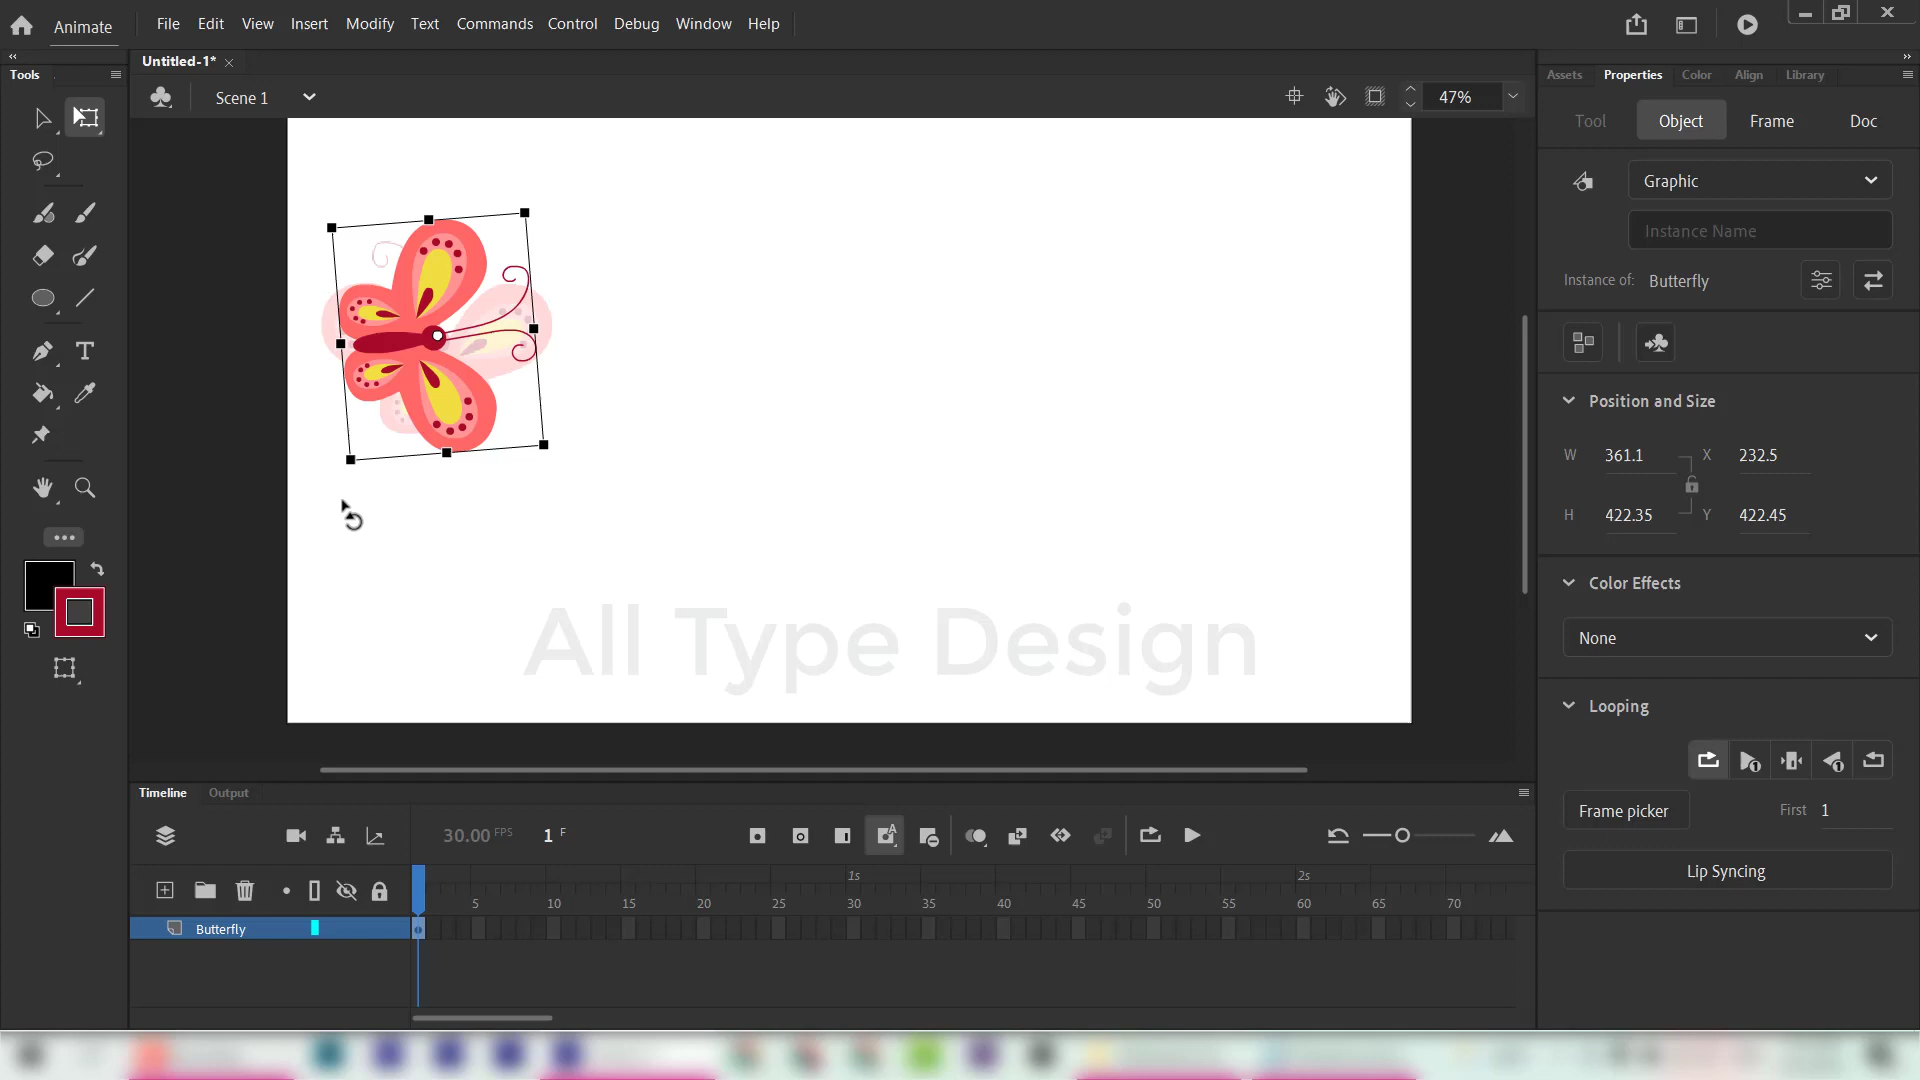 Animate File Edit View Insert Modify Text Commands Control Debug Window Help
Tools
Untitled-1*
Assets Properties Color Align Library
Scene 1
47%
Tool Object Frame Doc
Graphic
Instance Name
Instance of: Butterfly
Position and Size
W 361.1 X 232.5
H 422.35 Y 422.45
Color Effects
None
Looping
Frame picker First 1
Lip Syncing
All Type Design
Timeline Output
30.00 FPS 1 F
1s 2s
5 10 15 20 25 30 35 40 45 50 55 60 65 70
Butterfly